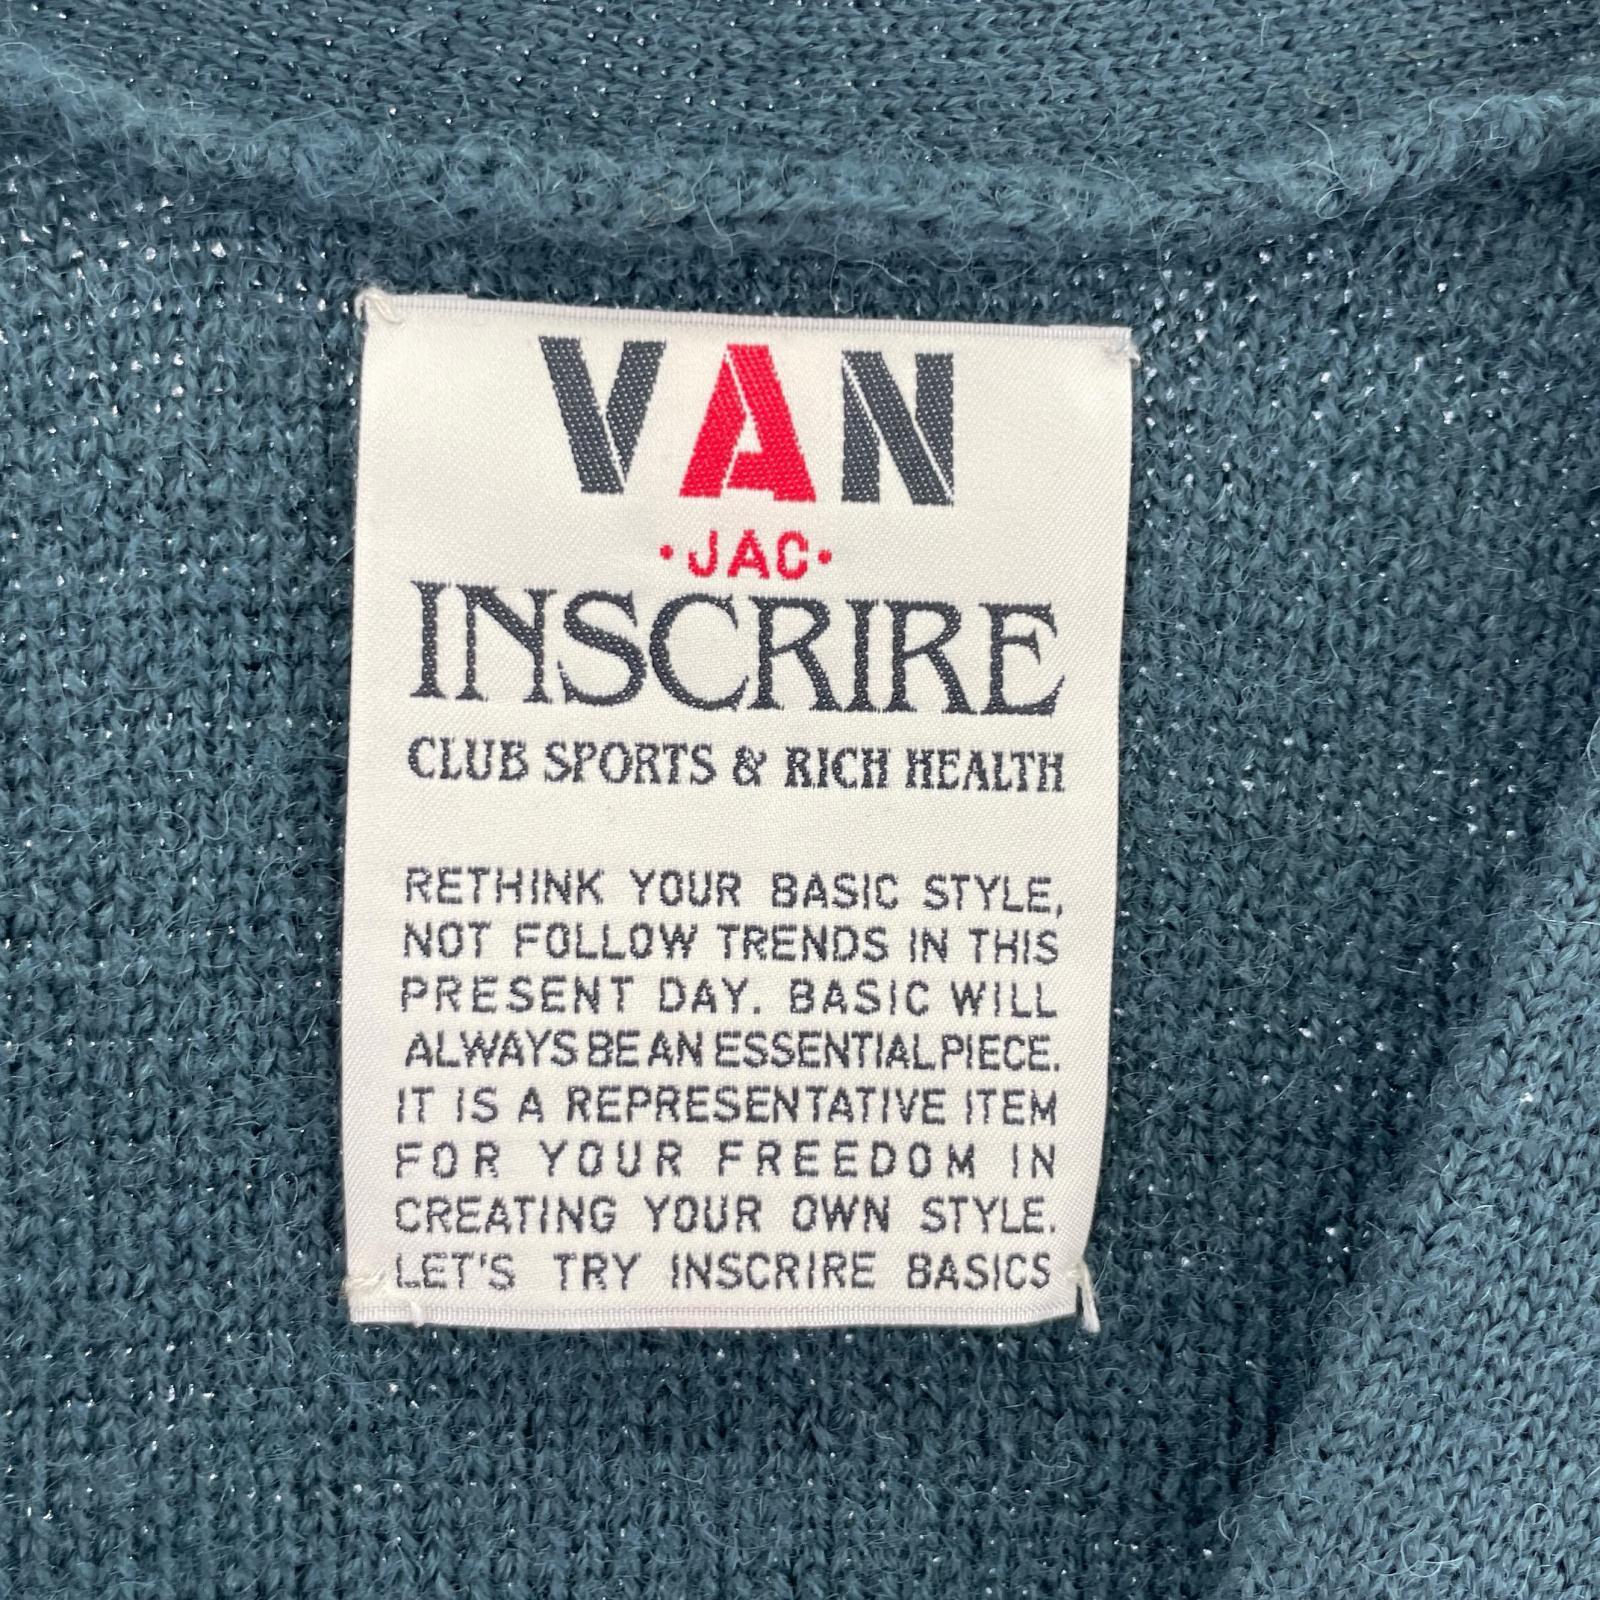 VAN
·JAC·
INSCRIRE
CLUB SPORTS & RICH HEALTH
RETHINK YOUR BASIC STYLE,
NOT FOLLOW TRENDS IN THIS
PRESENT DAY. BASIC WILL
ALWAYS BE AN ESSENTIAL PIECE.
IT IS A REPRESENTATIVE ITEM
FOR YOUR FREEDOM IN
CREATING YOUR OWN STYLE.
LET'S TRY INSCRIRE BASICS